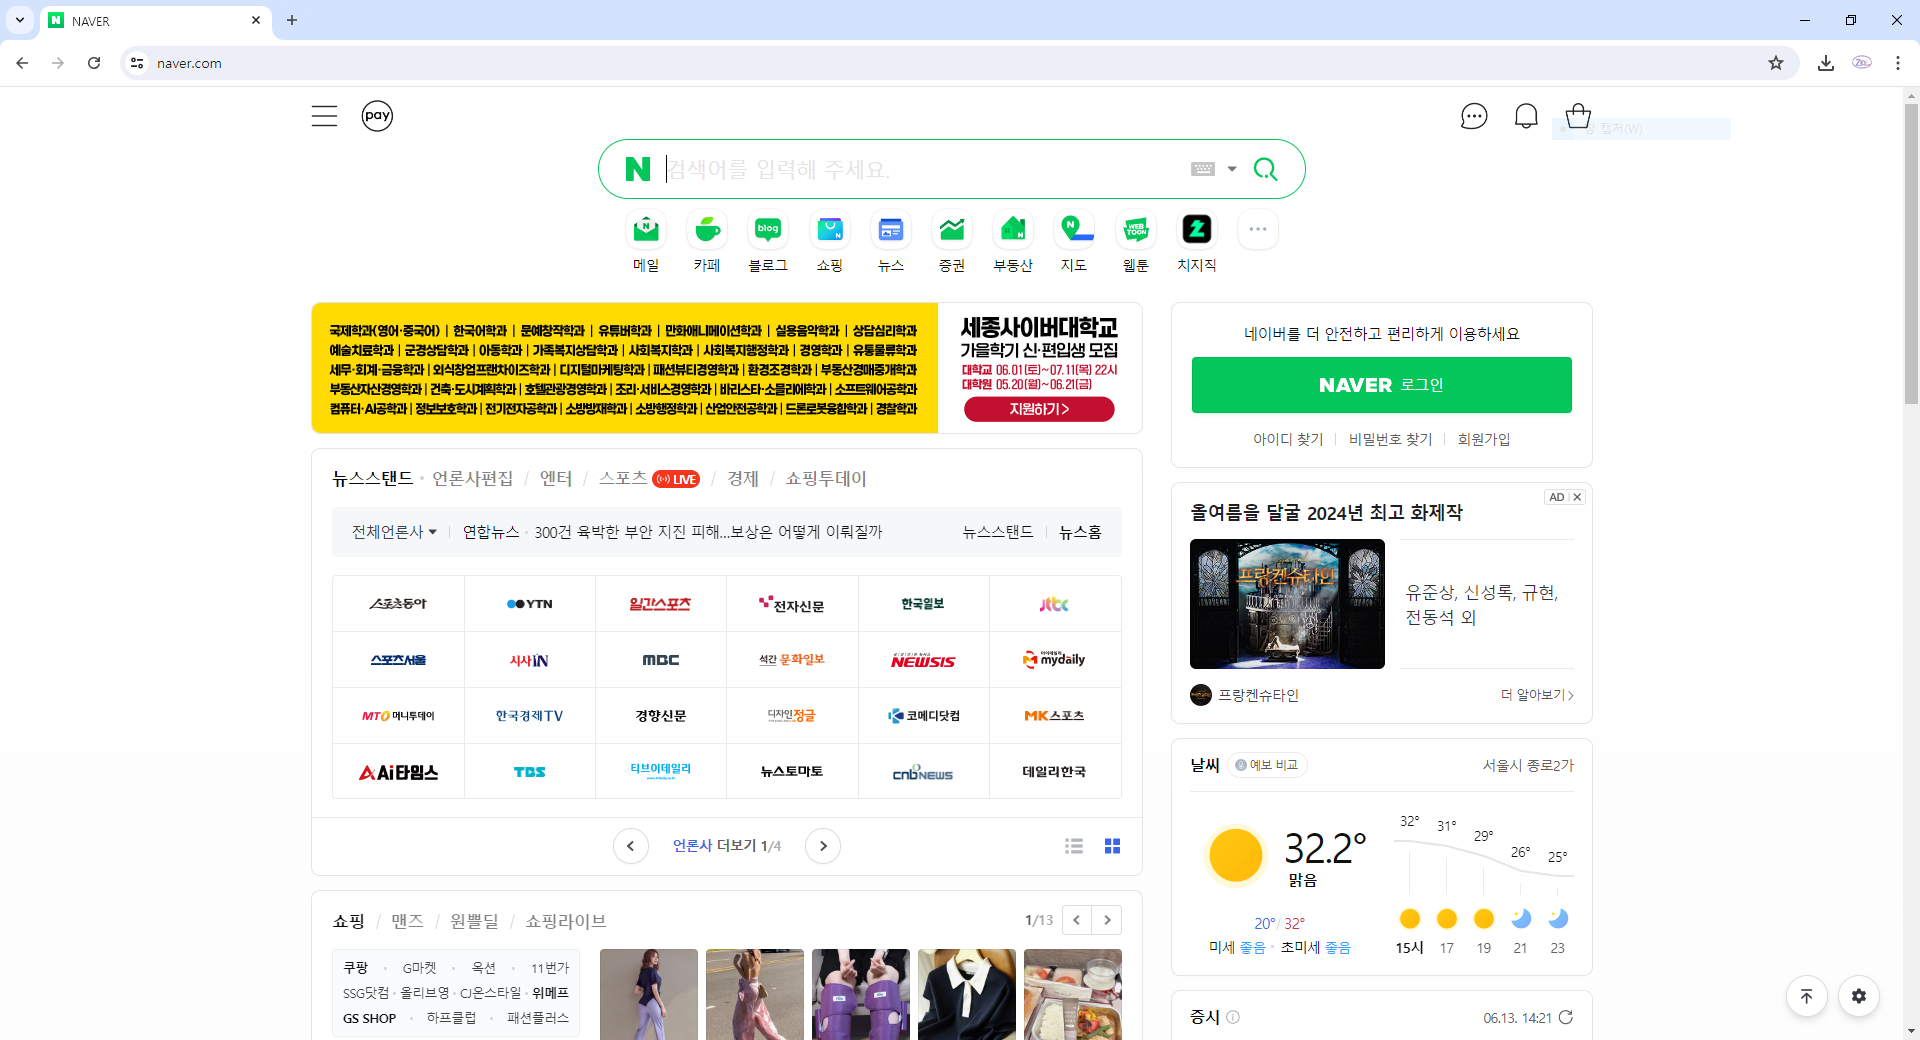 NAVER
naver.com
pay
캡처(W)
N 검색어를 입력해 주세요.
메일 카페 블로그 쇼핑 뉴스 증권 부동산 지도 웹툰 치지직
국제학과(영어·중국어) | 한국어학과 | 문예창작학과 | 유튜버학과 | 만화애니메이션학과 | 실용음악학과 | 상담심리학과
예술치료학과 | 군경상담학과 | 아동학과 | 가족복지상담학과 | 사회복지학과 | 사회복지행정학과 | 경영학과 | 유통물류학과
세무·회계·금융학과 | 외식창업프랜차이즈학과 | 디지털마케팅학과 | 패션뷰티경영학과 | 환경조경학과 | 부동산경매중개학과
부동산자산경영학과 | 건축·도시계획학과 | 호텔관광경영학과 | 조리·서비스경영학과 | 바리스타·소믈리에학과 | 소프트웨어공학과
컴퓨터·AI공학과 | 정보보호학과 | 전기전자공학과 | 소방방재학과 | 소방행정학과 | 산업안전공학과 | 드론로봇융합학과 | 경찰학과
세종사이버대학교
가을학기 신·편입생 모집
대학교 06.01(토)~07.11(목) 22시
대학원 05.20(월)~06.21(금)
지원하기 >
네이버를 더 안전하고 편리하게 이용하세요
NAVER 로그인
아이디 찾기 비밀번호 찾기 회원가입
뉴스스탠드 · 언론사편집 / 엔터 / 스포츠 LIVE / 경제 / 쇼핑투데이
전체언론사 연합뉴스 · 300건 육박한 부안 지진 피해...보상은 어떻게 이뤄질까 뉴스스탠드 뉴스홈
스포츠동아 YTN 일간스포츠 전자신문 한국일보 jtbc
스포츠서울 시사IN MBC 석간 문화일보 NEWSIS mydaily
MTO 머니투데이 한국경제TV 경향신문 디자인정글 코메디닷컴 MK스포츠
Ai타임스 TBS 티브이데일리 뉴스토마토 cnbNEWS 데일리한국
언론사 더보기 1/4
AD
올여름을 달굴 2024년 최고 화제작
프랑켄슈타인
유준상, 신성록, 규현,
전동석 외
프랑켄슈타인 더 알아보기
날씨 예보 비교 서울시 종로2가
32.2°
맑음
20° / 32°
미세 좋음 · 초미세 좋음
32° 31° 29° 26° 25°
15시 17 19 21 23
쇼핑 / 맨즈 / 원쁠딜 / 쇼핑라이브 1/13
쿠팡 · G마켓 · 옥션 · 11번가
SSG닷컴 · 올리브영 · CJ온스타일 · 위메프
GS SHOP · 하프클럽 · 패션플러스
증시 06.13. 14:21